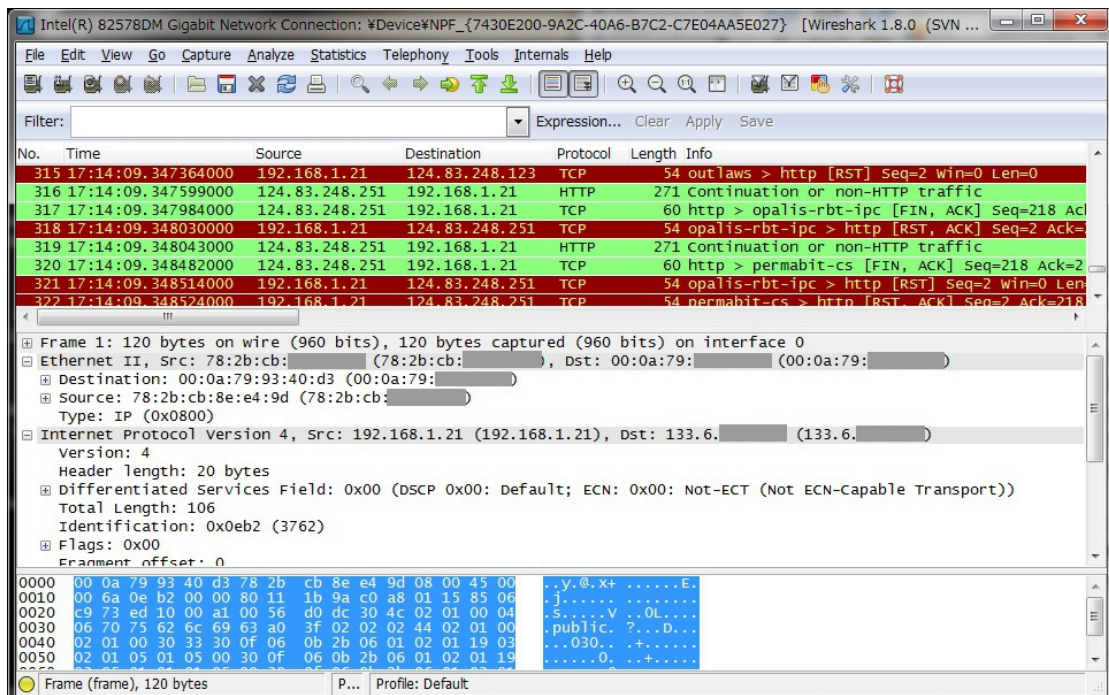 Intel(R) 82578DM Gigabit Network Connection: ¥Device¥NPF_{7430E200-9A2C-40A6-B7C2-C7E04AA5E027} [Wireshark 1.8.0 (SVN ...
File Edit View Go Capture Analyze Statistics Telephony Tools Internals Help
Filter: Expression... Clear Apply Save
No. Time Source Destination Protocol Length Info
315 17:14:09.347364000 192.168.1.21 124.83.248.123 TCP 54 outlaws > http [RST] Seq=2 Win=0 Len=0
316 17:14:09.347599000 124.83.248.251 192.168.1.21 HTTP 271 Continuation or non-HTTP traffic
317 17:14:09.347984000 124.83.248.251 192.168.1.21 TCP 60 http > opalis-rbt-ipc [FIN, ACK] Seq=218 Ac
318 17:14:09.348030000 192.168.1.21 124.83.248.251 TCP 54 opalis-rbt-ipc > http [RST, ACK] Seq=2 Ack=
319 17:14:09.348043000 124.83.248.251 192.168.1.21 HTTP 271 Continuation or non-HTTP traffic
320 17:14:09.348482000 124.83.248.251 192.168.1.21 TCP 60 http > permabit-cs [FIN, ACK] Seq=218 Ack=2
321 17:14:09.348514000 192.168.1.21 124.83.248.251 TCP 54 opalis-rbt-ipc > http [RST] Seq=2 Win=0 Len
322 17:14:09.348524000 192.168.1.21 124.83.248.251 TCP 54 permabit-cs > http [RST, ACK] Seq=2 Ack=218
Frame 1: 120 bytes on wire (960 bits), 120 bytes captured (960 bits) on interface 0
Ethernet II, Src: 78:2b:cb: (78:2b:cb: ), Dst: 00:0a:79: (00:0a:79: )
Destination: 00:0a:79:93:40:d3 (00:0a:79: )
Source: 78:2b:cb:8e:e4:9d (78:2b:cb: )
Type: IP (0x0800)
Internet Protocol Version 4, Src: 192.168.1.21 (192.168.1.21), Dst: 133.6. (133.6. )
Version: 4
Header length: 20 bytes
Differentiated Services Field: 0x00 (DSCP 0x00: Default; ECN: 0x00: Not-ECT (Not ECN-Capable Transport))
Total Length: 106
Identification: 0x0eb2 (3762)
Flags: 0x00
Fragment offset: 0
0000 00 0a 79 93 40 d3 78 2b cb 8e e4 9d 08 00 45 00 ..y.@.x+ ......E.
0010 00 6a 0e b2 00 00 80 11 1b 9a c0 a8 01 15 85 06 .j...... ........
0020 c9 73 ed 10 00 a1 00 56 d0 dc 30 4c 02 01 00 04 .s.....V ..0L....
0030 06 70 75 62 6c 69 63 a0 3f 02 02 02 44 02 01 00 .public. ?...D...
0040 02 01 00 30 33 30 0f 06 0b 2b 06 01 02 01 19 03 ...030.. .+......
0050 02 01 05 01 05 00 30 0f 06 0b 2b 06 01 02 01 19 ......0. ..+.....
Frame (frame), 120 bytes P... Profile: Default